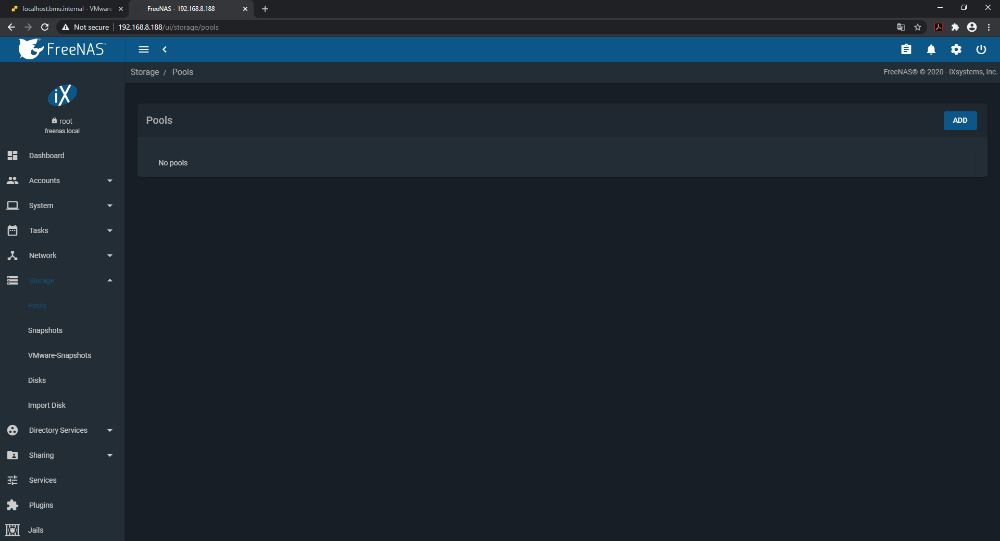 localhost.bmu.internal - VMware
FreeNAS - 192.168.8.188
Not secure
192.168.8.188/ui/storage/pools
FreeNAS™
Storage / Pools
FreeNAS® © 2020 - iXsystems, Inc.
iX
root
freenas.local
Pools
ADD
No pools
Dashboard
Accounts
System
Tasks
Network
Storage
Pools
Snapshots
VMware-Snapshots
Disks
Import Disk
Directory Services
Sharing
Services
Plugins
Jails